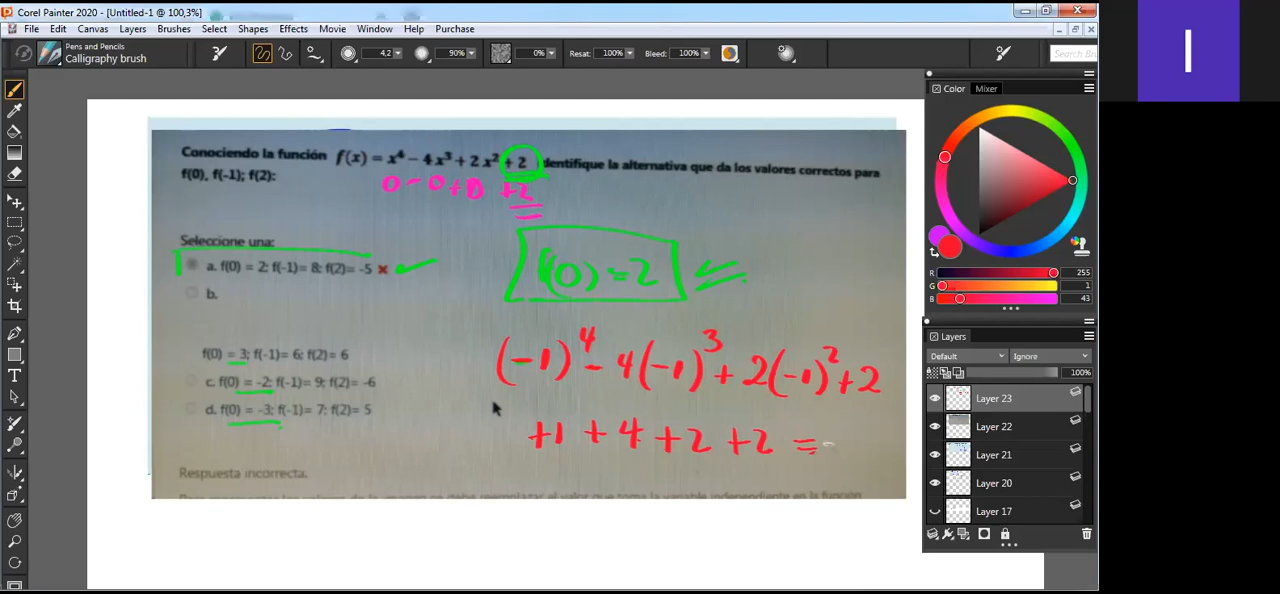 Corel Painter 2020 - [Untitled-1 @ 100,3%]
File Edit Canvas Layers Brushes Select Shapes Effects Movie Window Help Purchase
Pens and Pencils
Calligraphy brush
4,2 90% 0% Resat: 100% Bleed: 100% Search Br
Color Mixer
Conociendo la función f(x) = x⁴ − 4x³ + 2x² + 2 identifique la alternativa que da los valores correctos para
f(0), f(-1); f(2):
0 - 0 + 0 + 2
Seleccione una:
a. f(0) = 2; f(-1)= 8; f(2)= -5
f(0) = 2
b.
f(0) = 3; f(-1)= 6; f(2)= 6
c. f(0) = -2; f(-1)= 9; f(2)= -6
d. f(0) = -3; f(-1)= 7; f(2)= 5
(-1)⁴ - 4(-1)³ + 2(-1)² + 2
+1 + 4 + 2 + 2 =
Respuesta incorrecta.
R 255
G 1
B 43
Layers
Default Ignore
100%
Layer 23
Layer 22
Layer 21
Layer 20
Layer 17
I